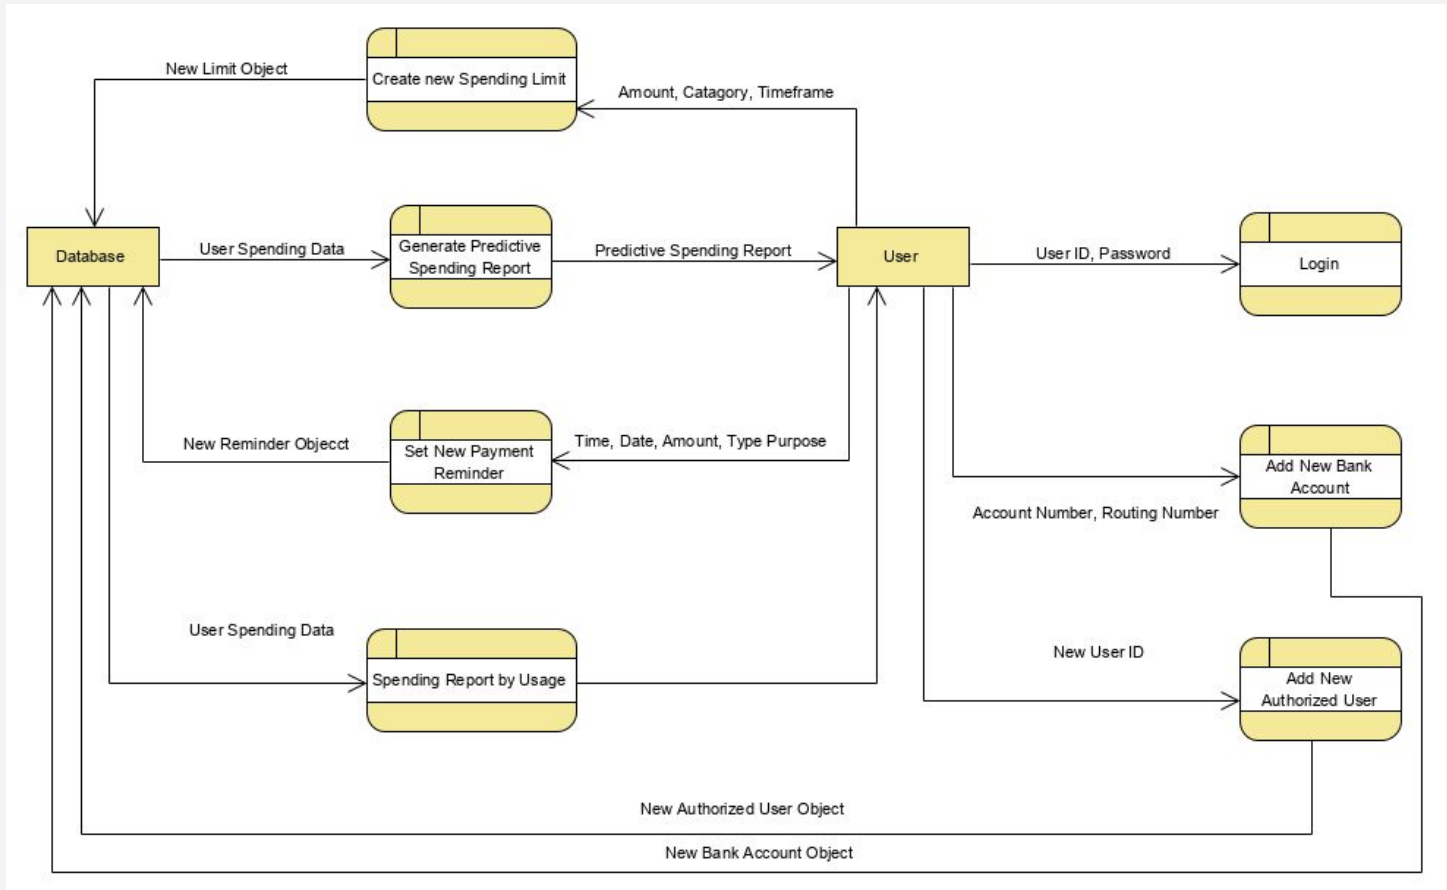 New Limit Object
Create new Spending Limit
Amount, Catagory, Timeframe
Database
User Spending Data
Generate Predictive
Spending Report
Predictive Spending Report
User
User ID, Password
Login
New Reminder Objecct
Set New Payment
Reminder
Time, Date, Amount, Type Purpose
Add New Bank
Account
Account Number, Routing Number
User Spending Data
Spending Report by Usage
New User ID
Add New
Authorized User
New Authorized User Object
New Bank Account Object